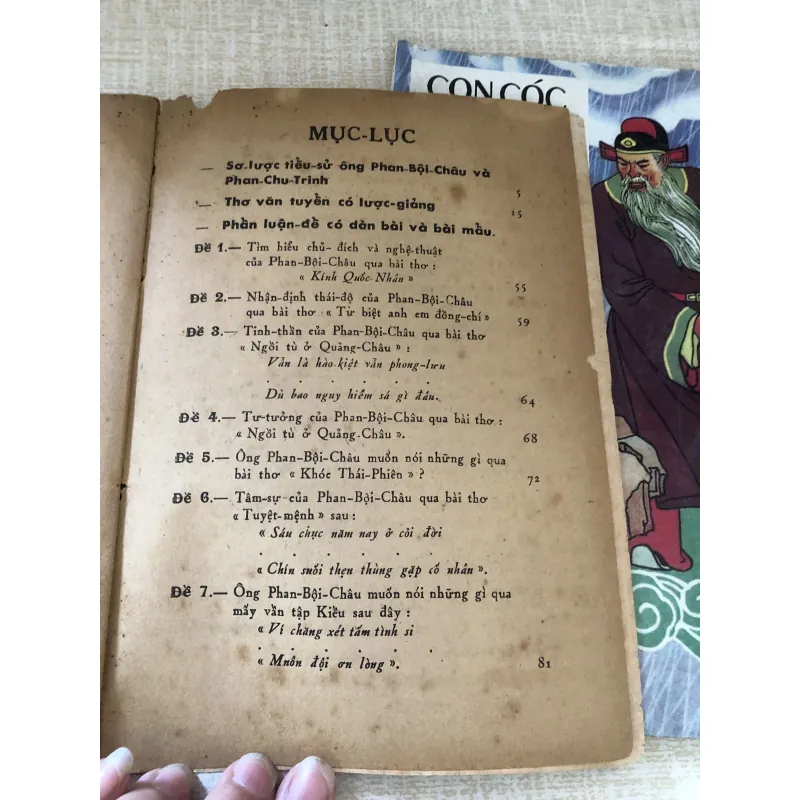 CON CÓC
MỤC-LỤC
— Sơ-lược tiểu-sử ông Phan-Bội-Châu và
Phan-Chu-Trinh 5
— Thơ văn tuyển có lược-giảng 15
— Phần luận-đề có dàn bài và bài mẫu.
Đề 1.— Tìm hiểu chủ-đích và nghệ-thuật
của Phan-Bội-Châu qua bài thơ :
« Kính Quốc-Nhân » 55
Đề 2.— Nhận-định thái-độ của Phan-Bội-Châu
qua bài thơ « Từ biệt anh em đồng-chí » 59
Đề 3.— Tinh-thần của Phan-Bội-Châu qua bài thơ
« Ngồi tù ở Quảng-Châu » :
Vẫn là hào-kiệt vẫn phong-lưu
. . . . . .
Dù bao nguy hiểm sá gì đâu. 64
Đề 4.— Tư-tưởng của Phan-Bội-Châu qua bài thơ :
« Ngồi tù ở Quảng-Châu ». 68
Đề 5.— Ông Phan-Bội-Châu muốn nói những gì qua
bài thơ « Khóc Thái-Phiên » ? 72
Đề 6.— Tâm-sự của Phan-Bội-Châu qua bài thơ
« Tuyệt-mệnh » sau :
« Sáu chục năm nay ở cõi đời
. . . . . .
« Chín suối thẹn thùng gặp cố nhân ».
Đề 7.— Ông Phan-Bội-Châu muốn nói những gì qua
mấy vần tập Kiều sau đây :
« Ví chăng xét tấm tình si
. . . . . .
« Mnôn đội ơn lòng ». 81